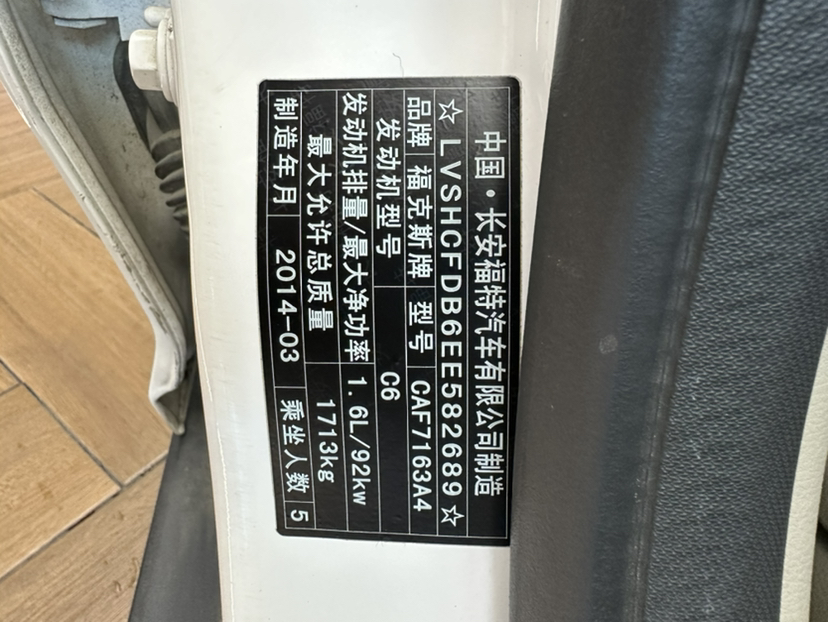 中国·长安福特汽车有限公司制造
☆LVSHCFDB6EE582689☆
品牌 福克斯牌 型号 CAF7163A4
发动机型号 C6
发动机排量/最大净功率 1.6L/92kw
最大允许总质量 1713kg
制造年月 2014-03 乘坐人数 5